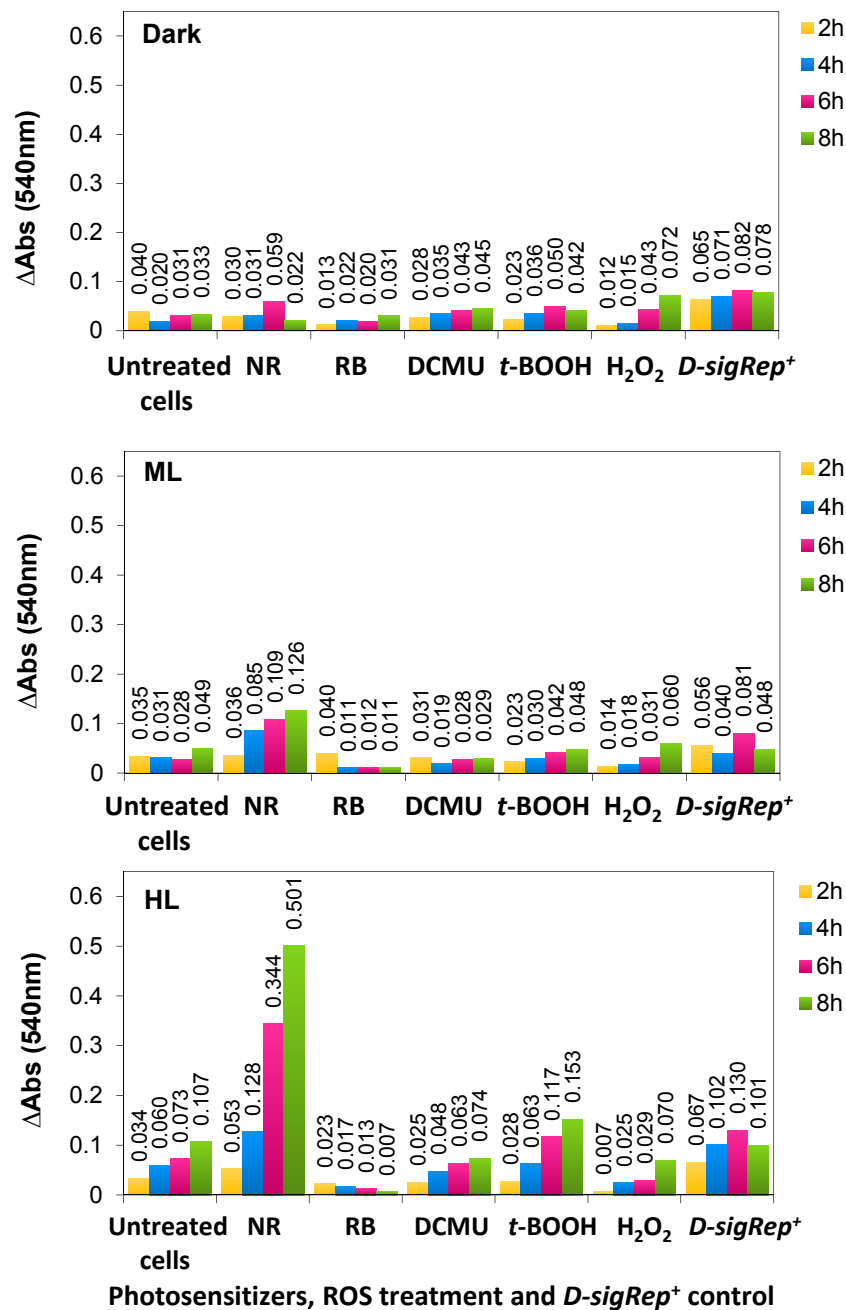 Dark
0.6
0.5
0.4
0.3
0.2
0.1
0
ΔAbs (540nm)
0.040 0.020 0.031 0.033 0.030 0.031 0.059 0.022 0.013 0.022 0.020 0.031 0.028 0.035 0.043 0.045 0.023 0.036 0.050 0.042 0.012 0.015 0.043 0.072 0.065 0.071 0.082 0.078
2h
4h
6h
8h
Untreated NR RB DCMU t-BOOH H₂O₂ D-sigRep⁺
cells
ML
0.6
0.5
0.4
0.3
0.2
0.1
0
ΔAbs (540nm)
0.035 0.031 0.028 0.049 0.036 0.085 0.109 0.126 0.040 0.011 0.012 0.011 0.031 0.019 0.028 0.029 0.023 0.030 0.042 0.048 0.014 0.018 0.031 0.060 0.056 0.040 0.081 0.048
2h
4h
6h
8h
Untreated NR RB DCMU t-BOOH H₂O₂ D-sigRep⁺
cells
HL
0.6
0.5
0.4
0.3
0.2
0.1
0
ΔAbs (540nm)
0.034 0.060 0.073 0.107 0.053 0.128 0.344 0.501 0.023 0.017 0.013 0.007 0.025 0.048 0.063 0.074 0.028 0.063 0.117 0.153 0.007 0.025 0.029 0.070 0.067 0.102 0.130 0.101
2h
4h
6h
8h
Untreated NR RB DCMU t-BOOH H₂O₂ D-sigRep⁺
cells
Photosensitizers, ROS treatment and D-sigRep⁺ control